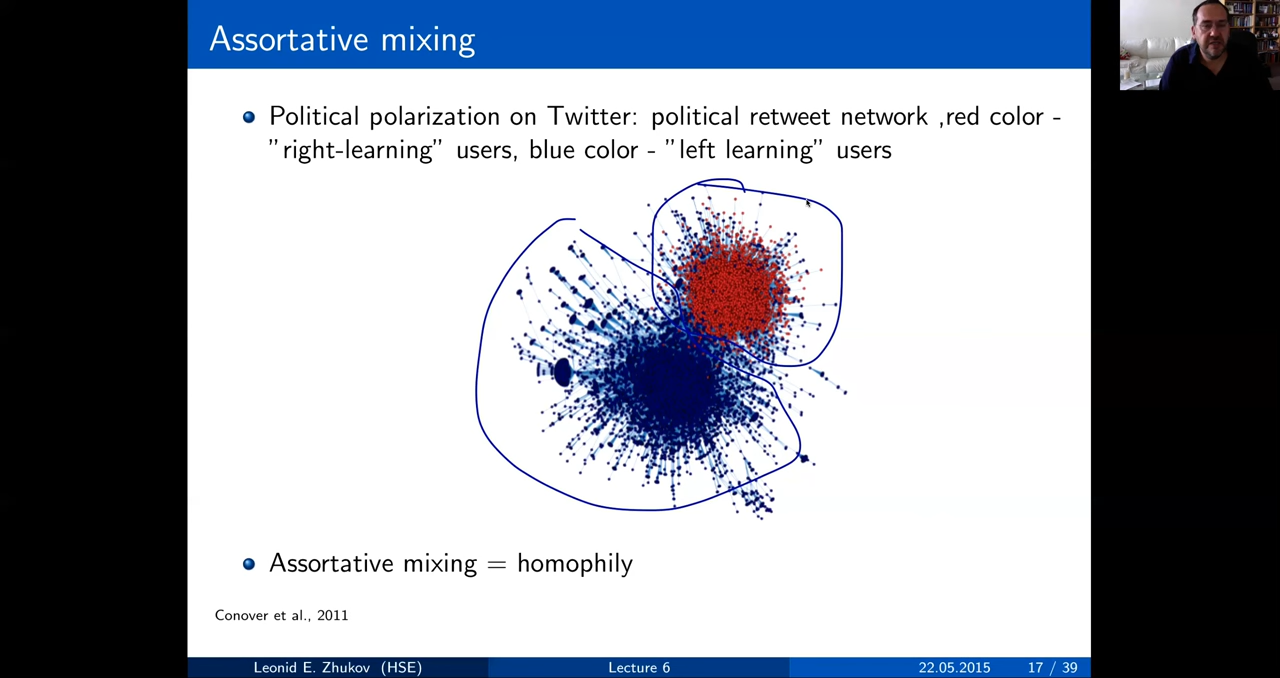 Assortative mixing
Political polarization on Twitter: political retweet network ,red color -
"right-learning" users, blue color - "left learning" users
Assortative mixing = homophily
Conover et al., 2011
Leonid E. Zhukov (HSE) Lecture 6 22.05.2015 17 / 39